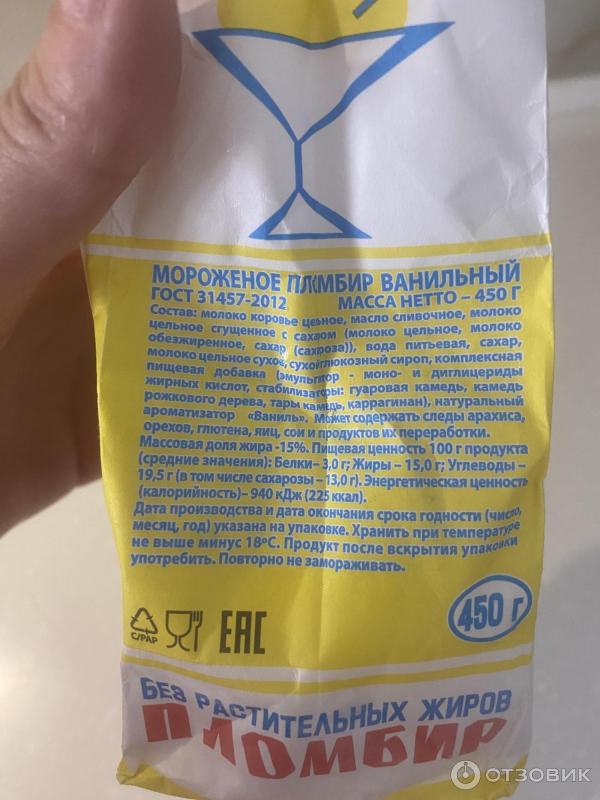 МОРОЖЕНОЕ ПЛОМБИР ВАНИЛЬНЫЙ
ГОСТ 31457-2012 МАССА НЕТТО – 450 Г
Состав: молоко коровье цельное, масло сливочное, молоко
цельное сгущенное с сахаром (молоко цельное, молоко
обезжиренное, сахар (сахароза)), вода питьевая, сахар,
молоко цельное сухое, сухой глюкозный сироп, комплексная
пищевая добавка (эмульгатор - моно- и диглицериды
жирных кислот, стабилизаторы: гуаровая камедь, камедь
рожкового дерева, тары камедь, каррагинан), натуральный
ароматизатор «Ваниль». Может содержать следы арахиса,
орехов, глютена, яиц, сои и продуктов их переработки.
Массовая доля жира -15%. Пищевая ценность 100 г продукта
(средние значения): Белки– 3,0 г; Жиры – 15,0 г; Углеводы –
19,5 г (в том числе сахарозы – 13,0 г). Энергетическая ценность
(калорийность)– 940 кДж (225 ккал).
Дата производства и дата окончания срока годности (число,
месяц, год) указана на упаковке. Хранить при температуре
не выше минус 18ºС. Продукт после вскрытия упаковки
употребить. Повторно не замораживать.
450 г
C/PAP
EAC
БЕЗ РАСТИТЕЛЬНЫХ ЖИРОВ
ПЛОМБИР
ОТЗОВИК